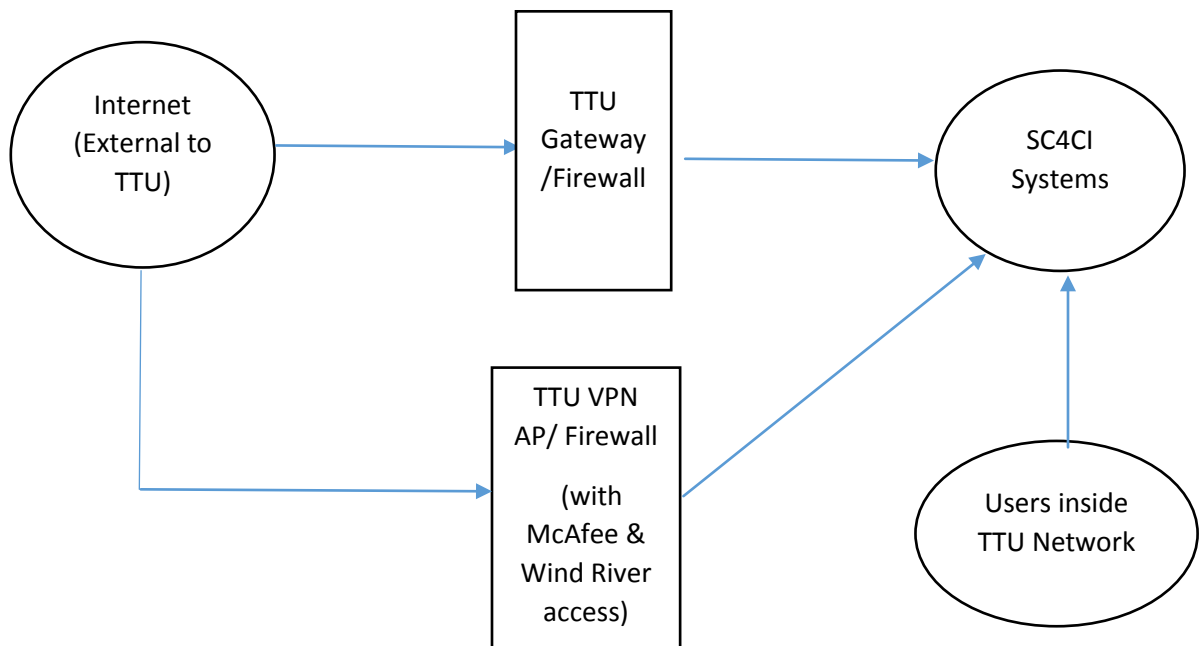 Internet
(External to
TTU)
TTU
Gateway
/Firewall
SC4CI
Systems
TTU VPN
AP/ Firewall
(with
McAfee &
Wind River
access)
Users inside
TTU Network